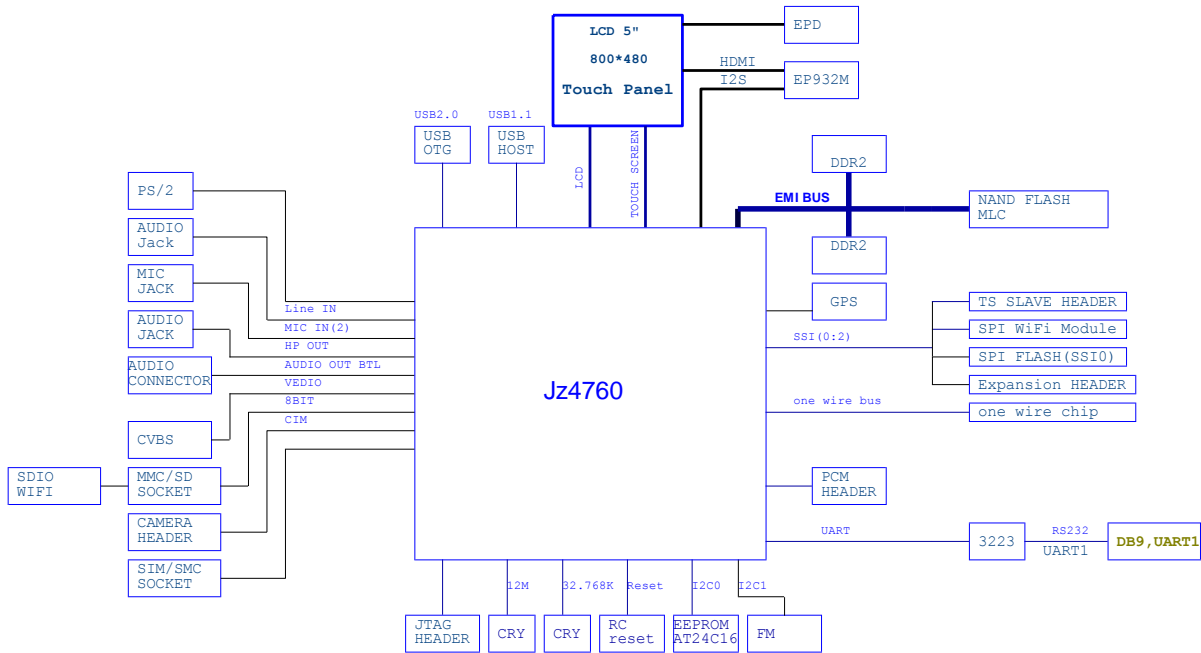 LCD 5"
800*480
Touch Panel
EPD
HDMI
I2S
EP932M
USB2.0
USB1.1
USB
OTG
USB
HOST
LCD
TOUCH SCREEN
DDR2
EMI BUS
NAND FLASH
MLC
DDR2
PS/2
AUDIO
Jack
MIC
JACK
AUDIO
JACK
AUDIO
CONNECTOR
CVBS
SDIO
WIFI
MMC/SD
SOCKET
CAMERA
HEADER
SIM/SMC
SOCKET
Line IN
MIC IN(2)
HP OUT
AUDIO OUT BTL
VEDIO
8BIT
CIM
Jz4760
GPS
SSI(0:2)
TS SLAVE HEADER
SPI WiFi Module
SPI FLASH(SSI0)
Expansion HEADER
one wire bus
one wire chip
PCM
HEADER
UART
3223
RS232
UART1
DB9,UART1
12M
32.768K
Reset
I2C0
I2C1
JTAG
HEADER
CRY
CRY
RC
reset
EEPROM
AT24C16
FM